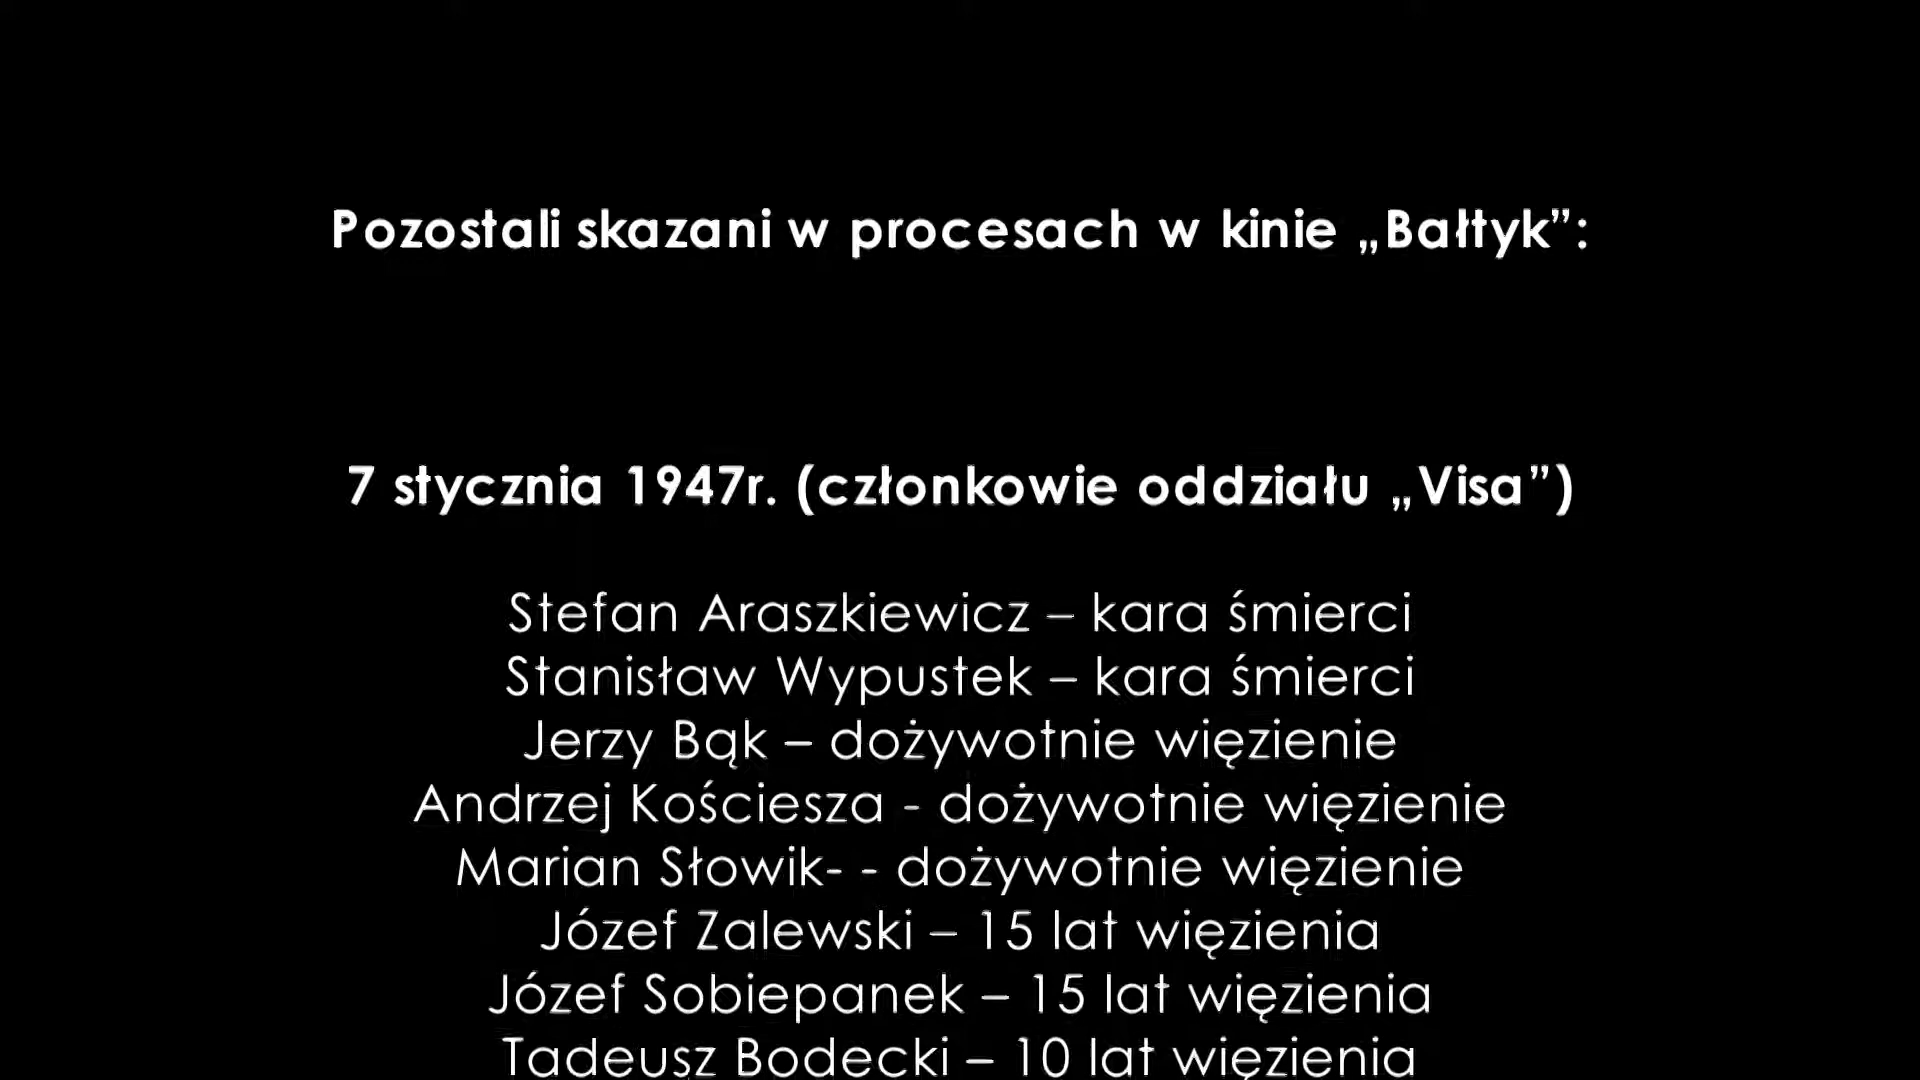 Pozostali skazani w procesach w kinie „Bałtyk”:
7 stycznia 1947r. (członkowie oddziału „Visa”)
Stefan Araszkiewicz – kara śmierci
Stanisław Wypustek – kara śmierci
Jerzy Bąk – dożywotnie więzienie
Andrzej Kościesza - dożywotnie więzienie
Marian Słowik- - dożywotnie więzienie
Józef Zalewski – 15 lat więzienia
Józef Sobiepanek – 15 lat więzienia
Tadeusz Bodecki – 10 lat więzienia